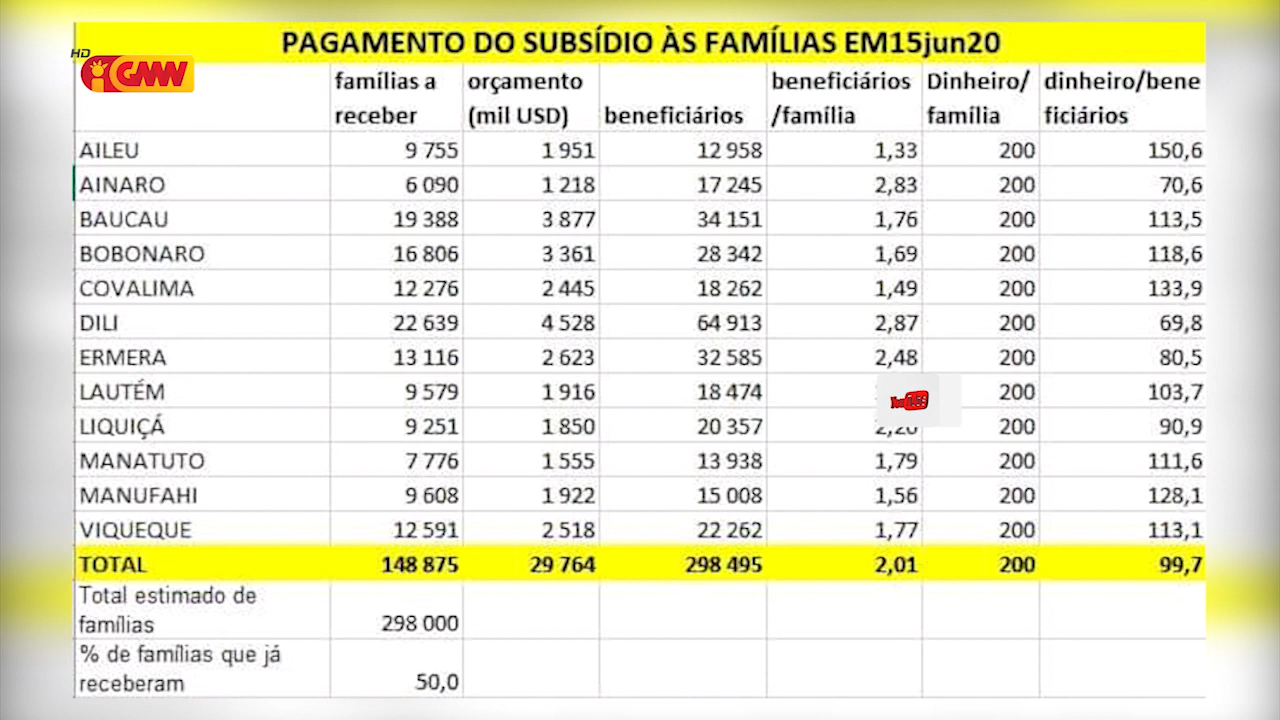 PAGAMENTO DO SUBSÍDIO ÀS FAMÍLIAS EM15jun20
HD
GMW
famílias a receber orçamento (mil USD) beneficiários beneficiários /família Dinheiro/ família dinheiro/bene ficiários
AILEU 9 755 1 951 12 958 1,33 200 150,6
AINARO 6 090 1 218 17 245 2,83 200 70,6
BAUCAU 19 388 3 877 34 151 1,76 200 113,5
BOBONARO 16 806 3 361 28 342 1,69 200 118,6
COVALIMA 12 276 2 445 18 262 1,49 200 133,9
DILI 22 639 4 528 64 913 2,87 200 69,8
ERMERA 13 116 2 623 32 585 2,48 200 80,5
LAUTÉM 9 579 1 916 18 474 200 103,7
LIQUIÇÁ 9 251 1 850 20 357 2,20 200 90,9
MANATUTO 7 776 1 555 13 938 1,79 200 111,6
MANUFAHI 9 608 1 922 15 008 1,56 200 128,1
VIQUEQUE 12 591 2 518 22 262 1,77 200 113,1
TOTAL 148 875 29 764 298 495 2,01 200 99,7
Total estimado de
famílias 298 000
% de famílias que já
receberam 50,0